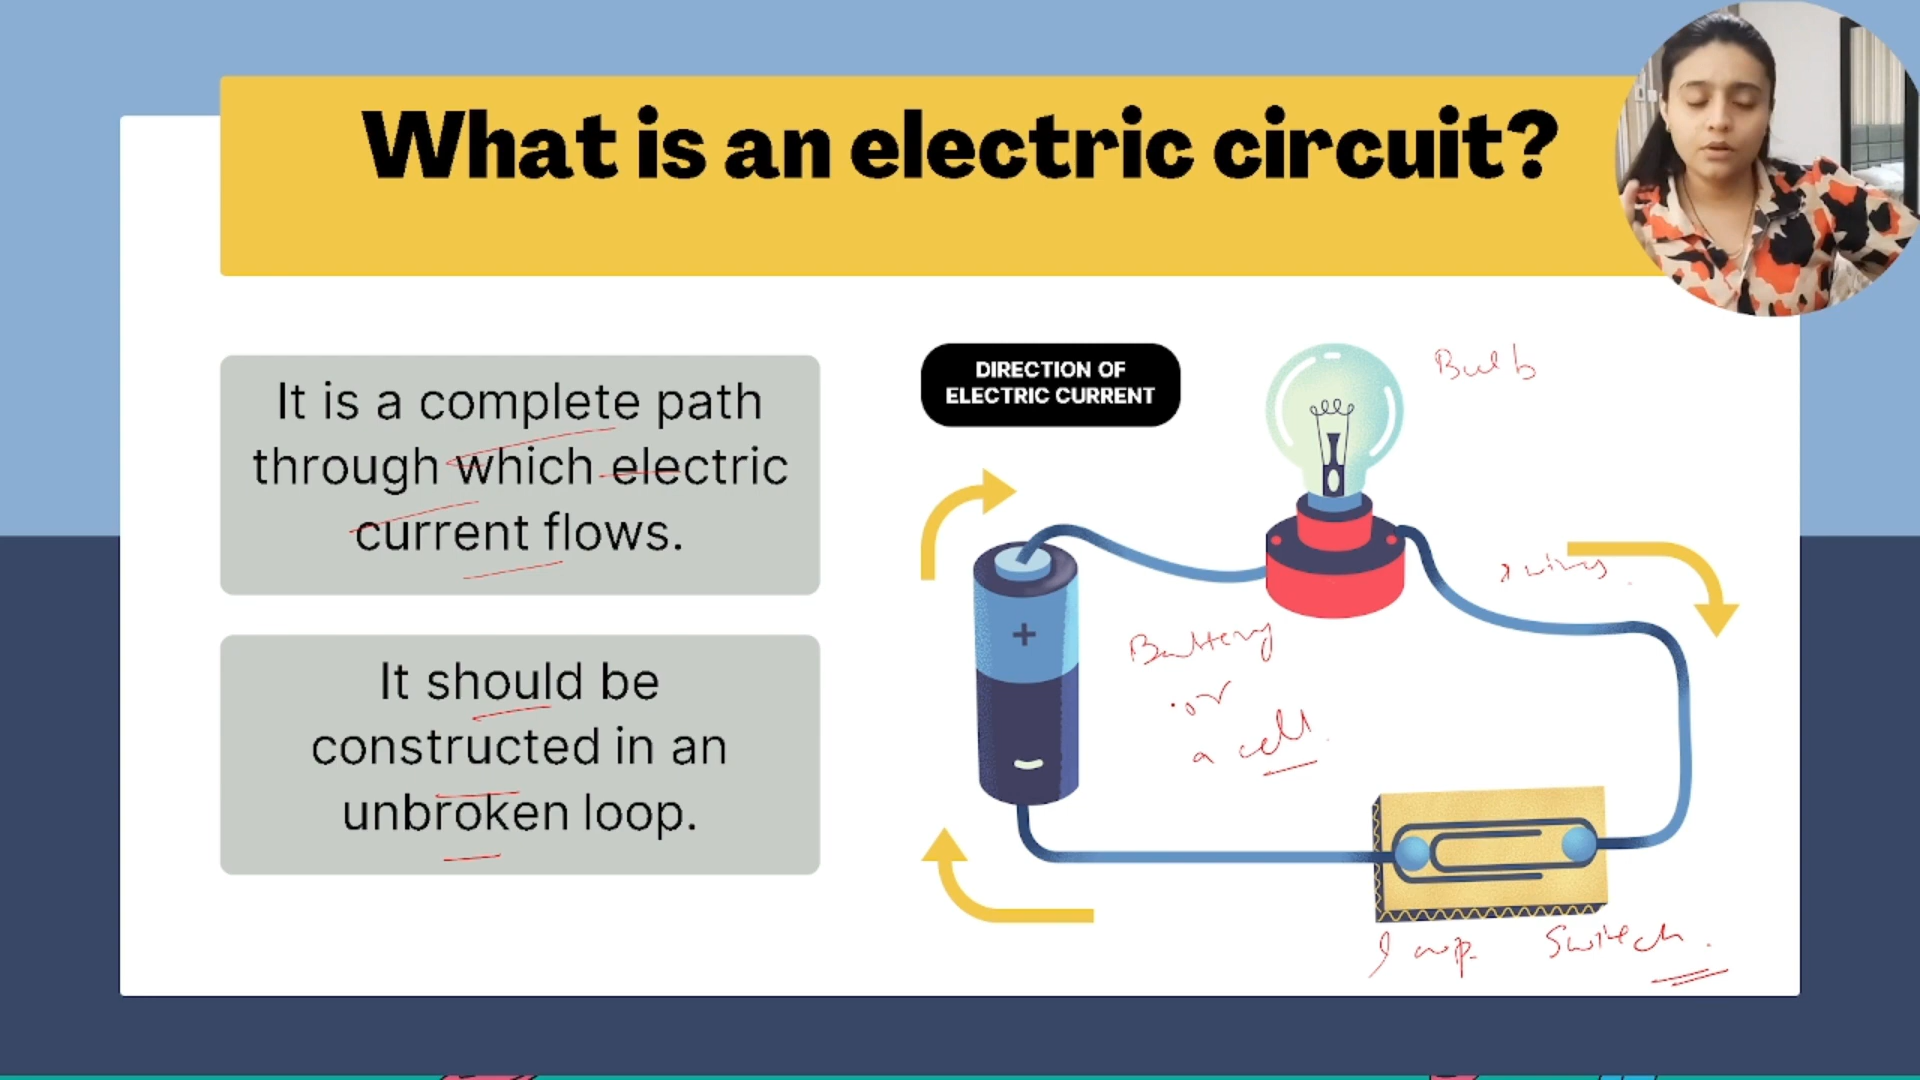 What is an electric circuit?
It is a complete path
through which electric
current flows.
It should be
constructed in an
unbroken loop.
DIRECTION OF
ELECTRIC CURRENT
Bulb
wires
Battery
or
a cell
+
Switch